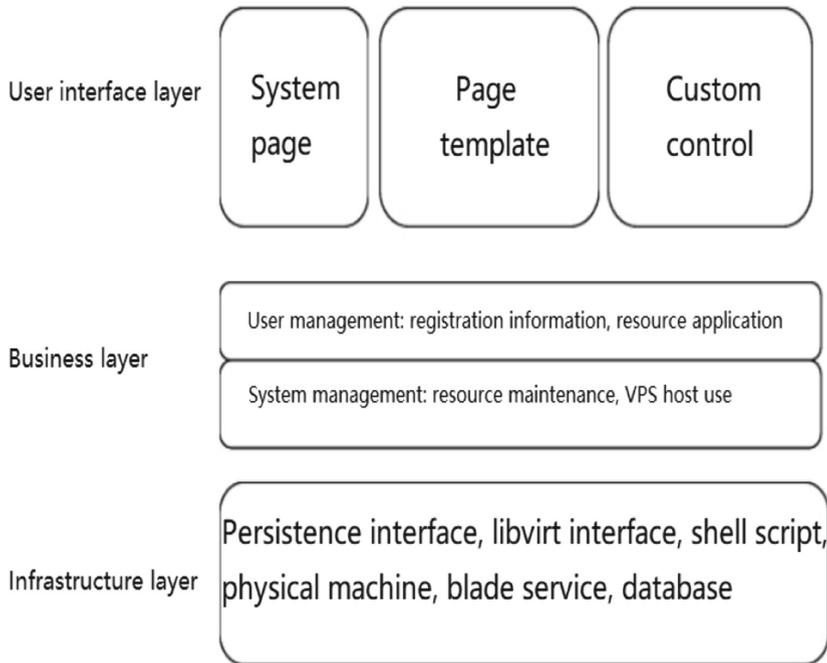 User interface layer
System
page
Page
template
Custom
control
Business layer
User management: registration information, resource application
System management: resource maintenance, VPS host use
Infrastructure layer
Persistence interface, libvirt interface, shell script,
physical machine, blade service, database